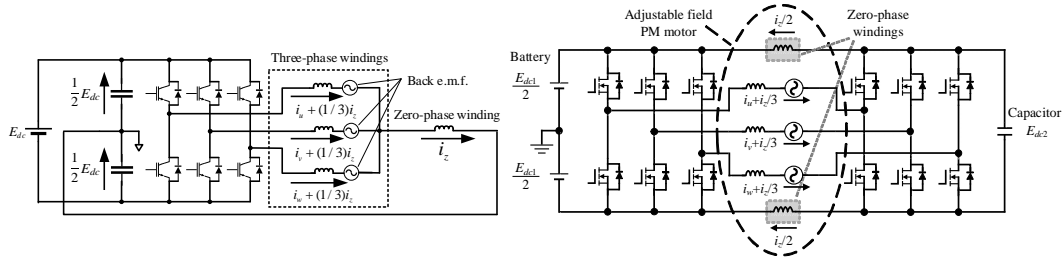 Three-phase windings
Back e.m.f.
Zero-phase winding
1/2 E_dc
E_dc
1/2 E_dc
i_u + (1/3)i_z
i_v + (1/3)i_z
i_w + (1/3)i_z
i_z
Adjustable field
PM motor
i_z/2
Zero-phase
windings
Battery
E_dc1/2
E_dc1/2
i_u+i_z/3
i_v+i_z/3
i_w+i_z/3
i_z/2
Capacitor
E_dc2